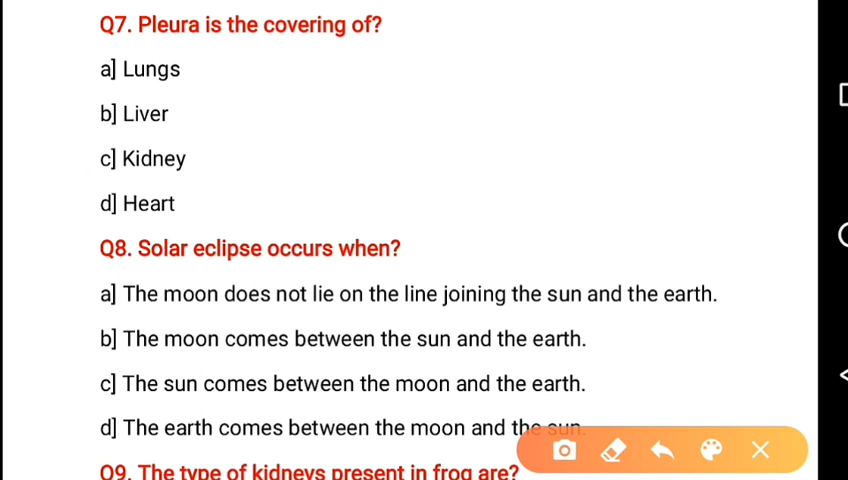 Q7. Pleura is the covering of?
a] Lungs
b] Liver
c] Kidney
d] Heart
Q8. Solar eclipse occurs when?
a] The moon does not lie on the line joining the sun and the earth.
b] The moon comes between the sun and the earth.
c] The sun comes between the moon and the earth.
d] The earth comes between the moon and the sun.
Q9. The type of kidneys present in frog are?